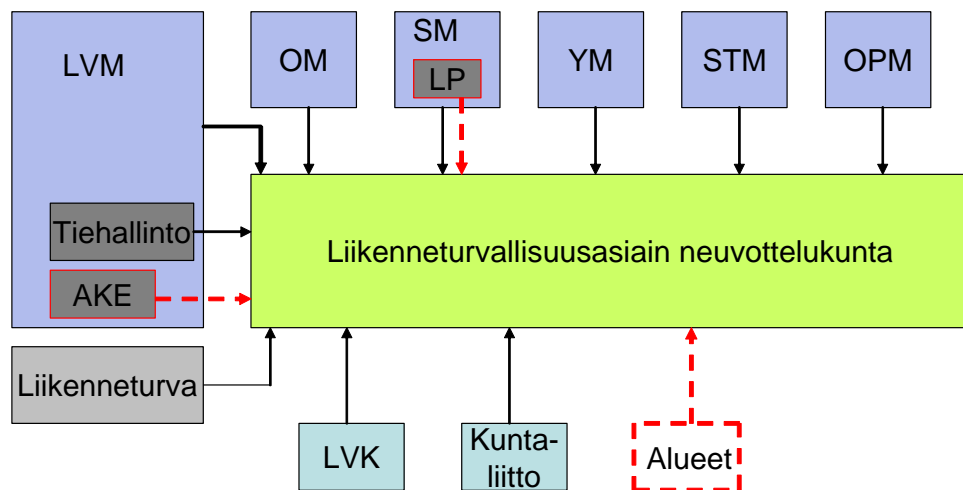 LVM
OM
SM
LP
YM
STM
OPM
Tiehallinto
AKE
Liikenneturvallisuusasiain neuvottelukunta
Liikenneturva
LVK
Kunta-
liitto
Alueet